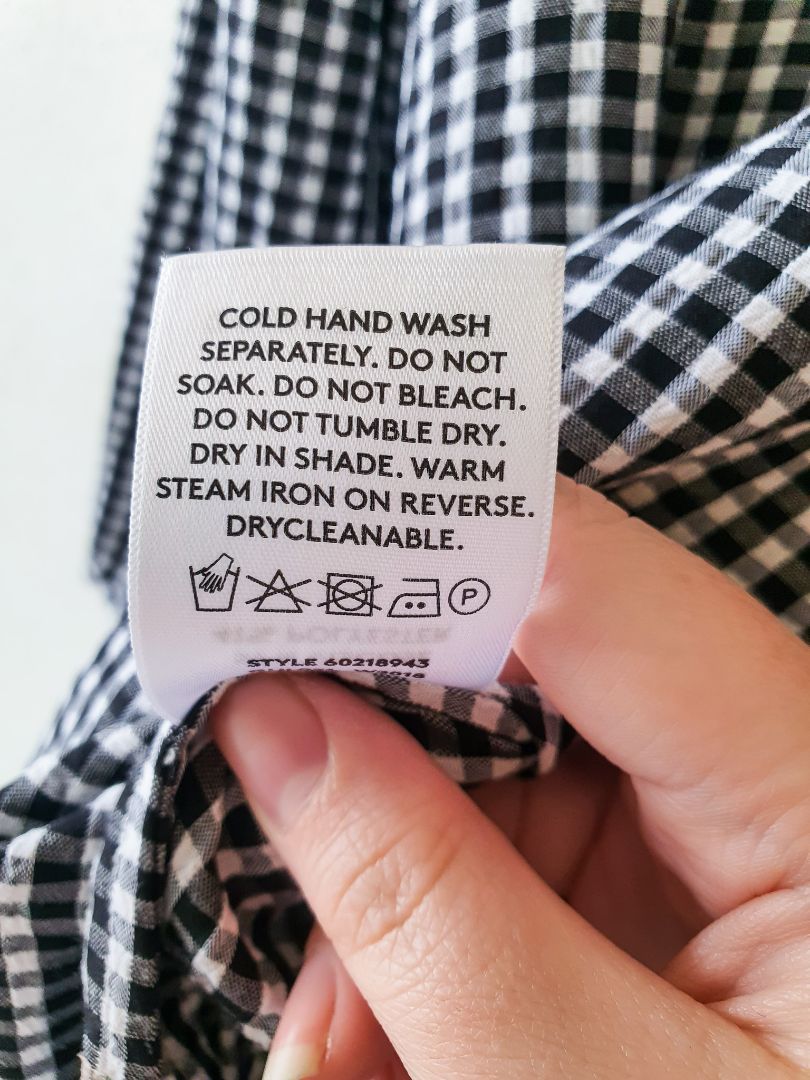 COLD HAND WASH
SEPARATELY. DO NOT
SOAK. DO NOT BLEACH.
DO NOT TUMBLE DRY.
DRY IN SHADE. WARM
STEAM IRON ON REVERSE.
DRYCLEANABLE.
P
POLYESTER
STYLE 60218943